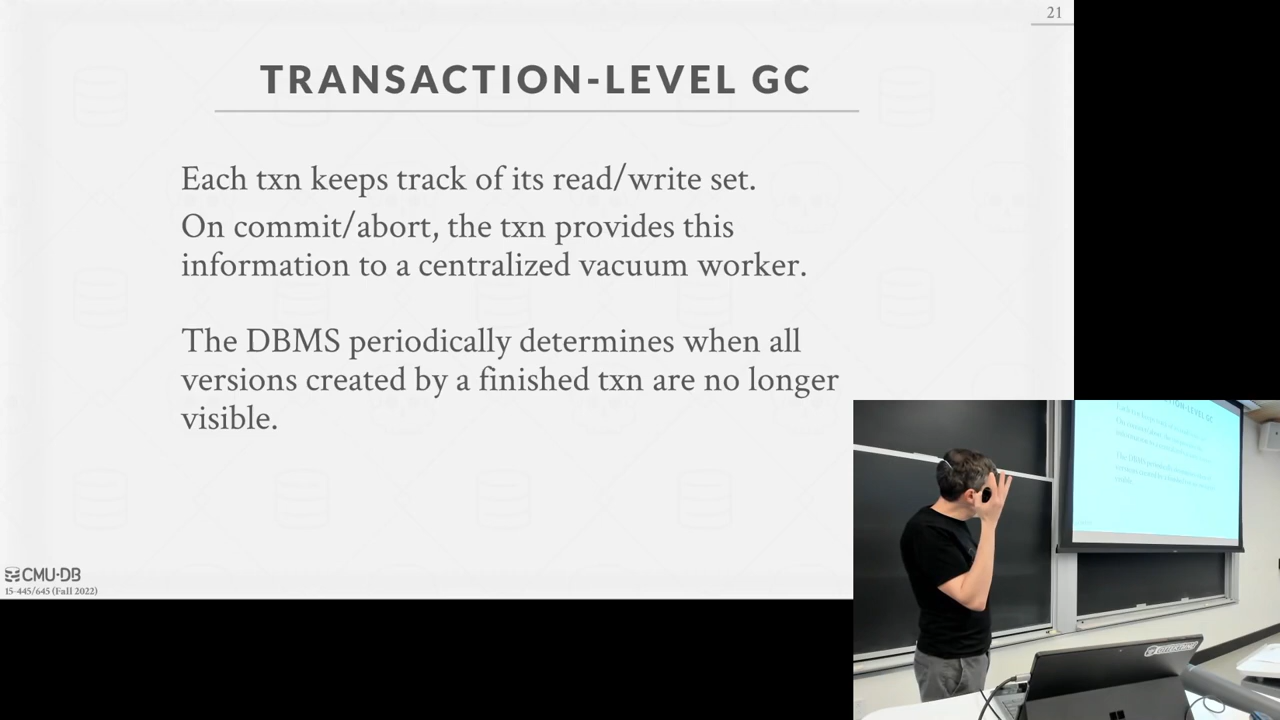 21
TRANSACTION-LEVEL GC
Each txn keeps track of its read/write set.
On commit/abort, the txn provides this
information to a centralized vacuum worker.
The DBMS periodically determines when all
versions created by a finished txn are no longer
visible.
CMU·DB
15-445/645 (Fall 2022)